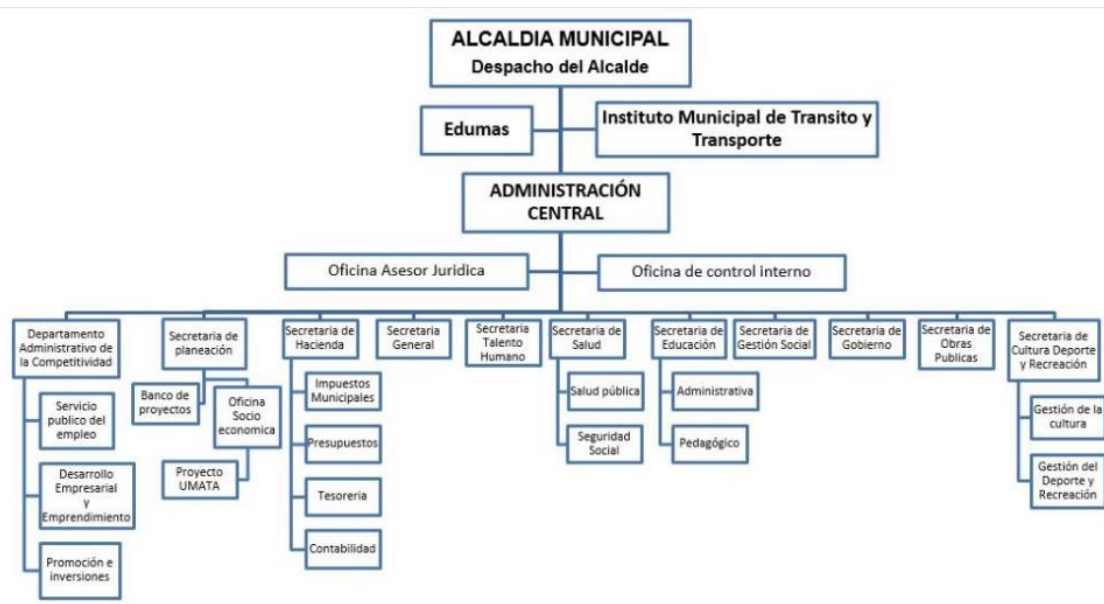 ALCALDIA MUNICIPAL
Despacho del Alcalde
Edumas
Instituto Municipal de Transito y
Transporte
ADMINISTRACIÓN
CENTRAL
Oficina Asesor Juridica
Oficina de control interno
Departamento
Administrativo de
la Competitividad
Secretaria de
planeación
Secretaria de
Hacienda
Secretaria
General
Secretaria
Talento
Humano
Secretaria de
Salud
Secretaria de
Educación
Secretaria de
Gestión Social
Secretaria de
Gobierno
Secretaria de
Obras
Publicas
Secretaria de
Cultura Deporte
y Recreación
Servicio
publico del
empleo
Desarrollo
Empresarial
y
Emprendimiento
Promoción e
inversiones
Banco de
proyectos
Oficina
Socio
economica
Proyecto
UMATA
Impuestos
Municipales
Presupuestos
Tesoreria
Contabilidad
Salud pública
Seguridad
Social
Administrativa
Pedagógico
Gestión de la
cultura
Gestión del
Deporte y
Recreación